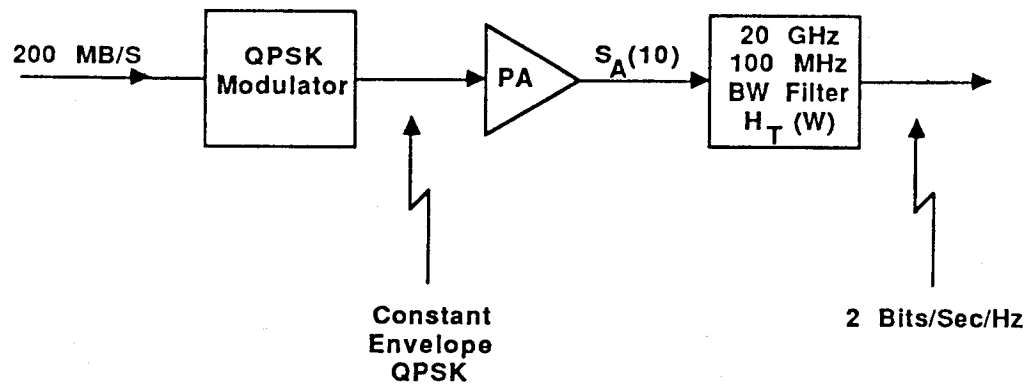 200 MB/S
QPSK
Modulator
PA
S_A(10)
20 GHz
100 MHz
BW Filter
H_T (W)
Constant
Envelope
QPSK
2 Bits/Sec/Hz